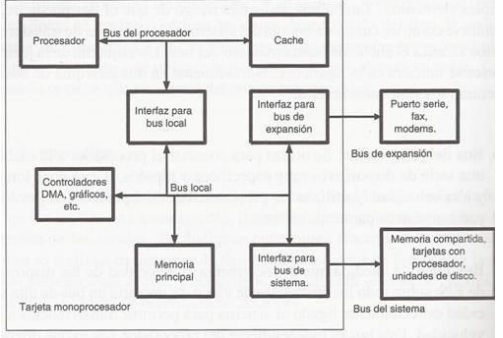 Procesador
Bus del procesador
Cache
Interfaz para
bus local
Interfaz para
bus de
expansión
Puerto serie,
fax,
modems.
Bus de expansión
Controladores
DMA, gráficos,
etc.
Bus local
Memoria
principal
Interfaz para
bus de
sistema.
Memoria compartida,
tarjetas con
procesador,
unidades de disco.
Tarjeta monoprocesador
Bus del sistema